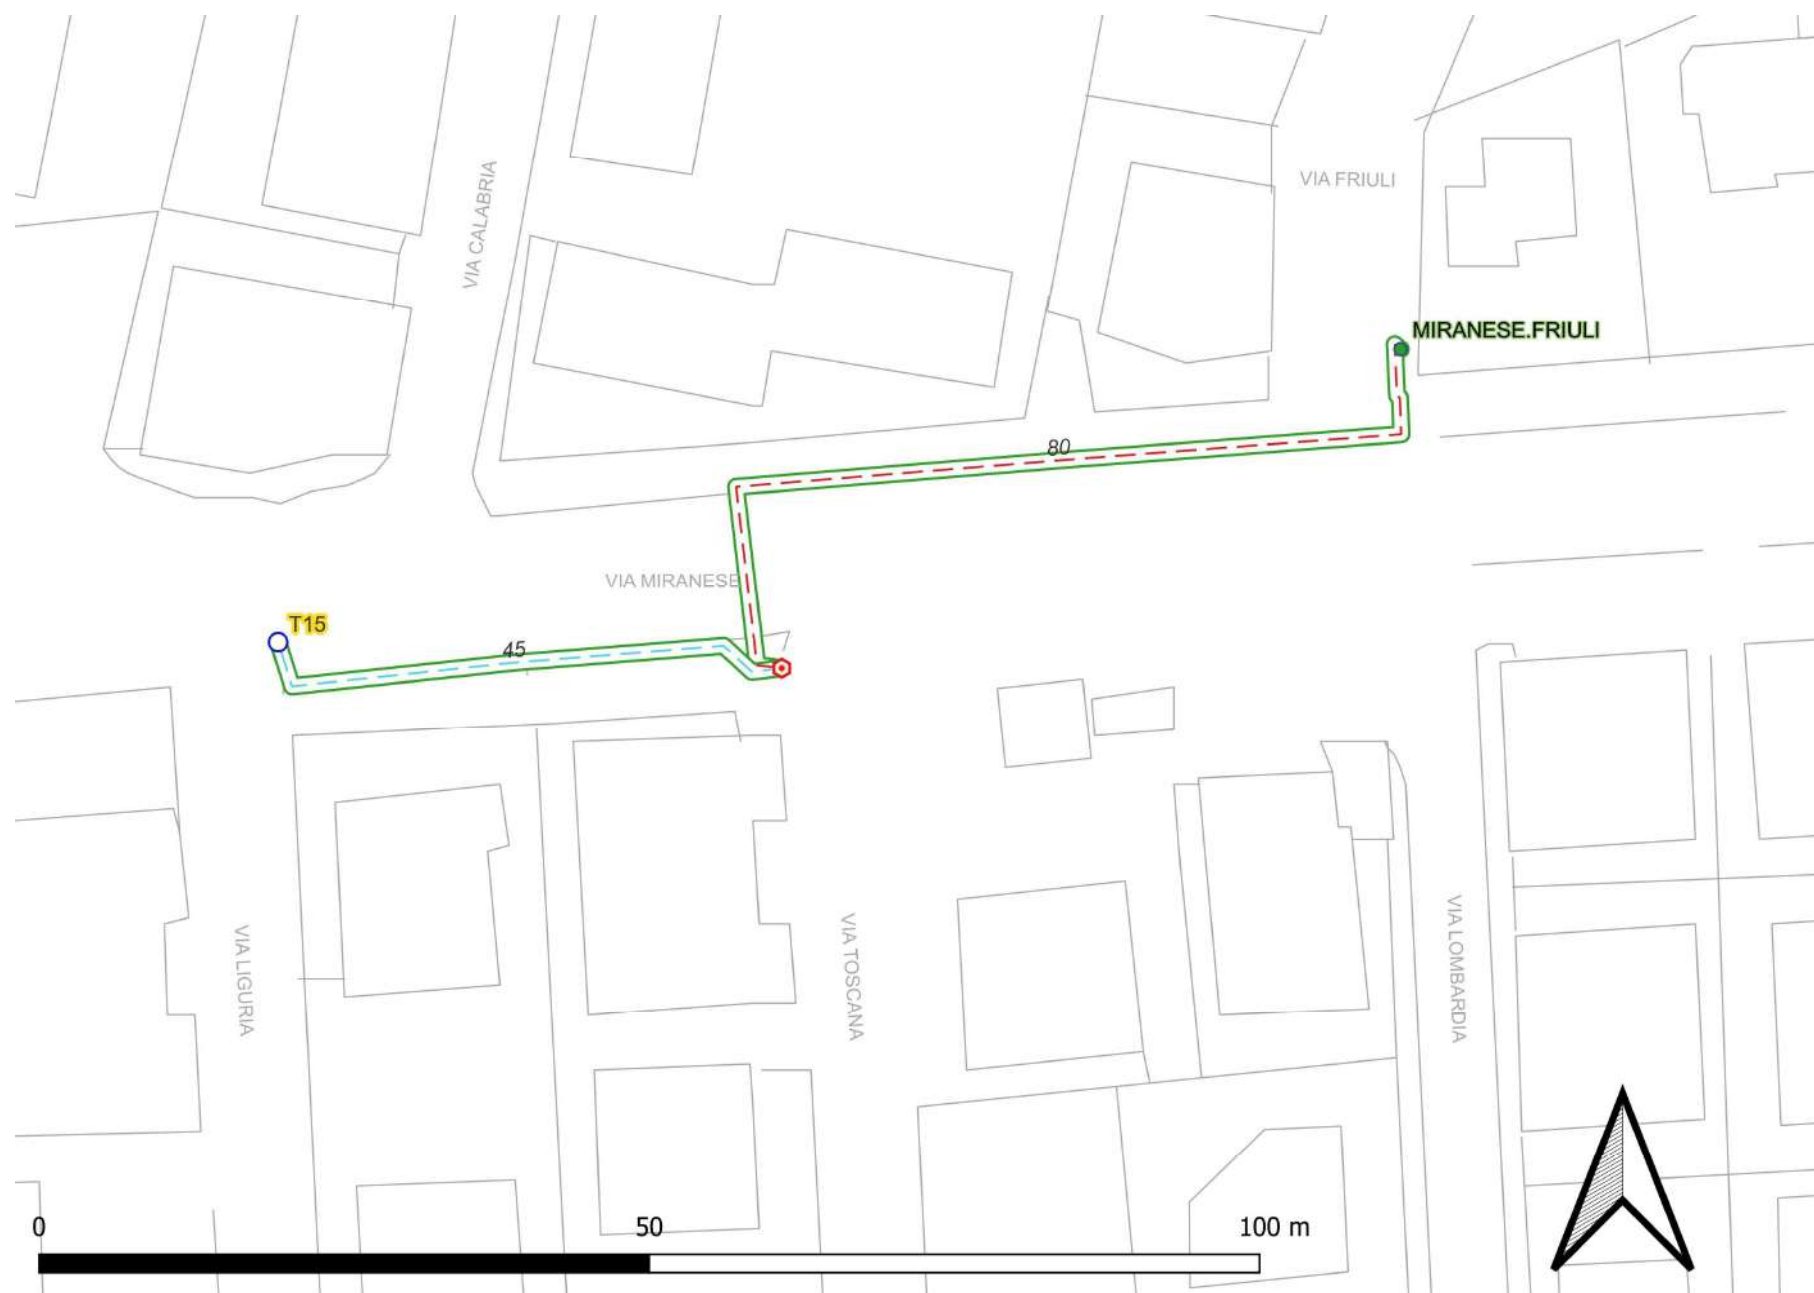 VIA CALABRIA
VIA FRIULI
MIRANESE.FRIULI
80
VIA MIRANESE
T15
45
VIA LIGURIA
VIA TOSCANA
VIA LOMBARDIA
0 50 100 m